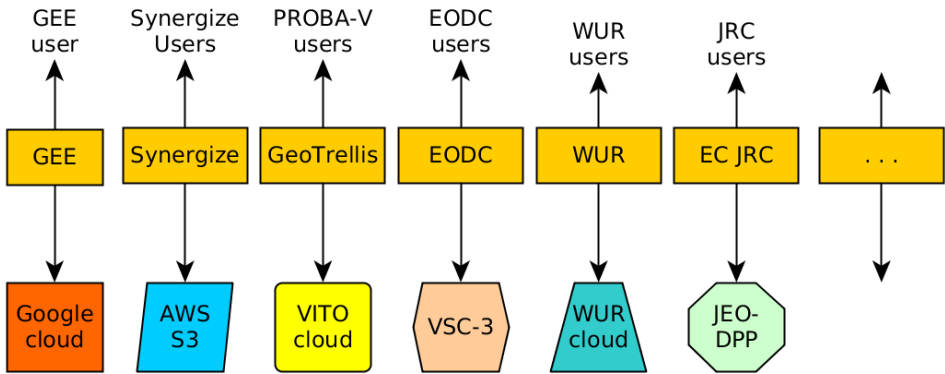 GEE
user
Synergize
Users
PROBA-V
users
EODC
users
WUR
users
JRC
users
GEE
Synergize
GeoTrellis
EODC
WUR
EC JRC
. . .
Google
cloud
AWS
S3
VITO
cloud
VSC-3
WUR
cloud
JEO-
DPP